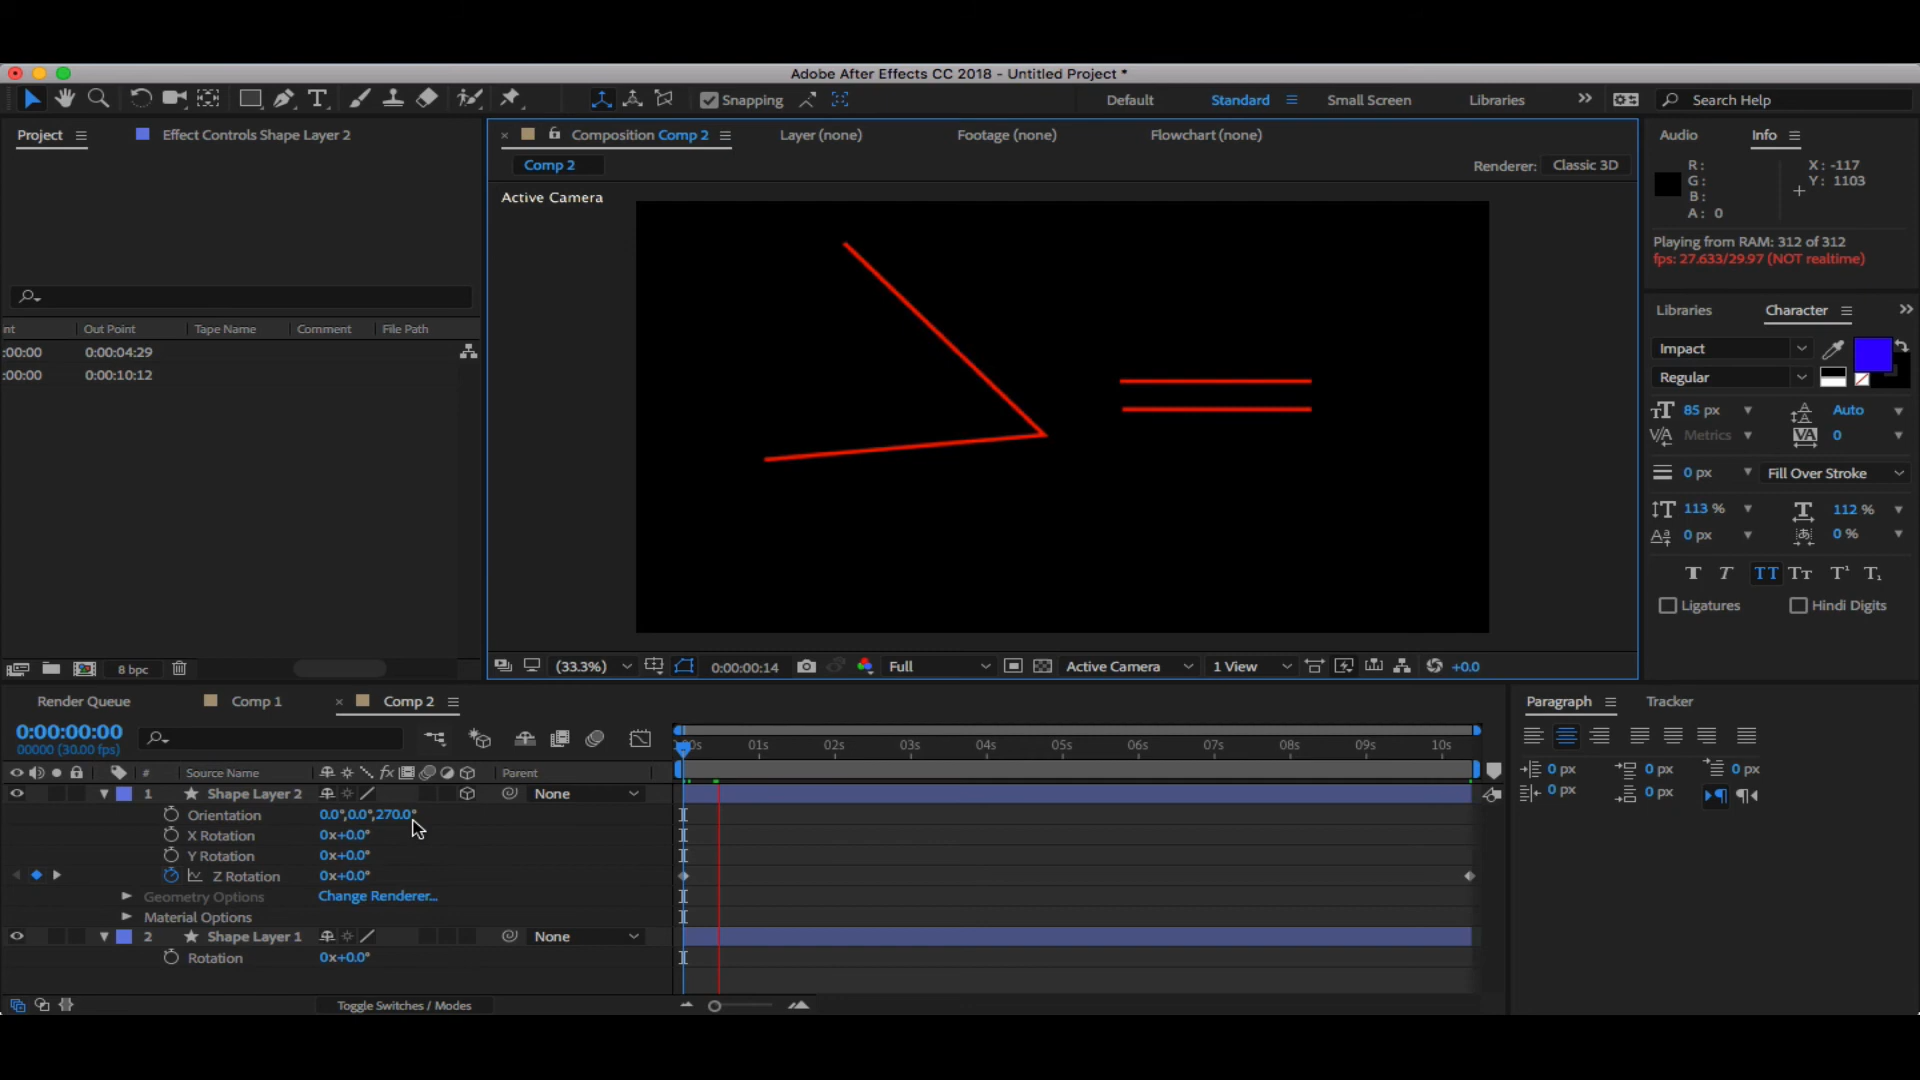 Adobe After Effects CC 2018 - Untitled Project *
Snapping
Default
Standard
Small Screen
Libraries
Search Help
Project
Effect Controls Shape Layer 2
Composition Comp 2
Layer (none)
Footage (none)
Flowchart (none)
Audio
Info
Comp 2
Renderer: Classic 3D
R:
G:
B:
A: 0
X: -117
Y: 1103
Active Camera
Playing from RAM: 312 of 312
fps: 27.633/29.97 (NOT realtime)
nt Out Point Tape Name Comment File Path
:00:00 0:00:04:29
:00:00 0:00:10:12
Libraries
Character
Impact
Regular
85 px Auto
Metrics 0
0 px Fill Over Stroke
113 % 112 %
0 px 0 %
Ligatures Hindi Digits
8 bpc
(33.3%) 0:00:00:14 Full Active Camera 1 View +0.0
Render Queue
Comp 1
Comp 2
0:00:00:00
00000 (30.00 fps)
01s 02s 03s 04s 05s 06s 07s 08s 09s 10s
# Source Name Parent
1 Shape Layer 2 None
Orientation 0.0°,0.0°,270.0°
X Rotation 0x+0.0°
Y Rotation 0x+0.0°
Z Rotation 0x+0.0°
Geometry Options Change Renderer...
Material Options
2 Shape Layer 1 None
Rotation 0x+0.0°
Toggle Switches / Modes
Paragraph
Tracker
0 px 0 px 0 px
0 px 0 px